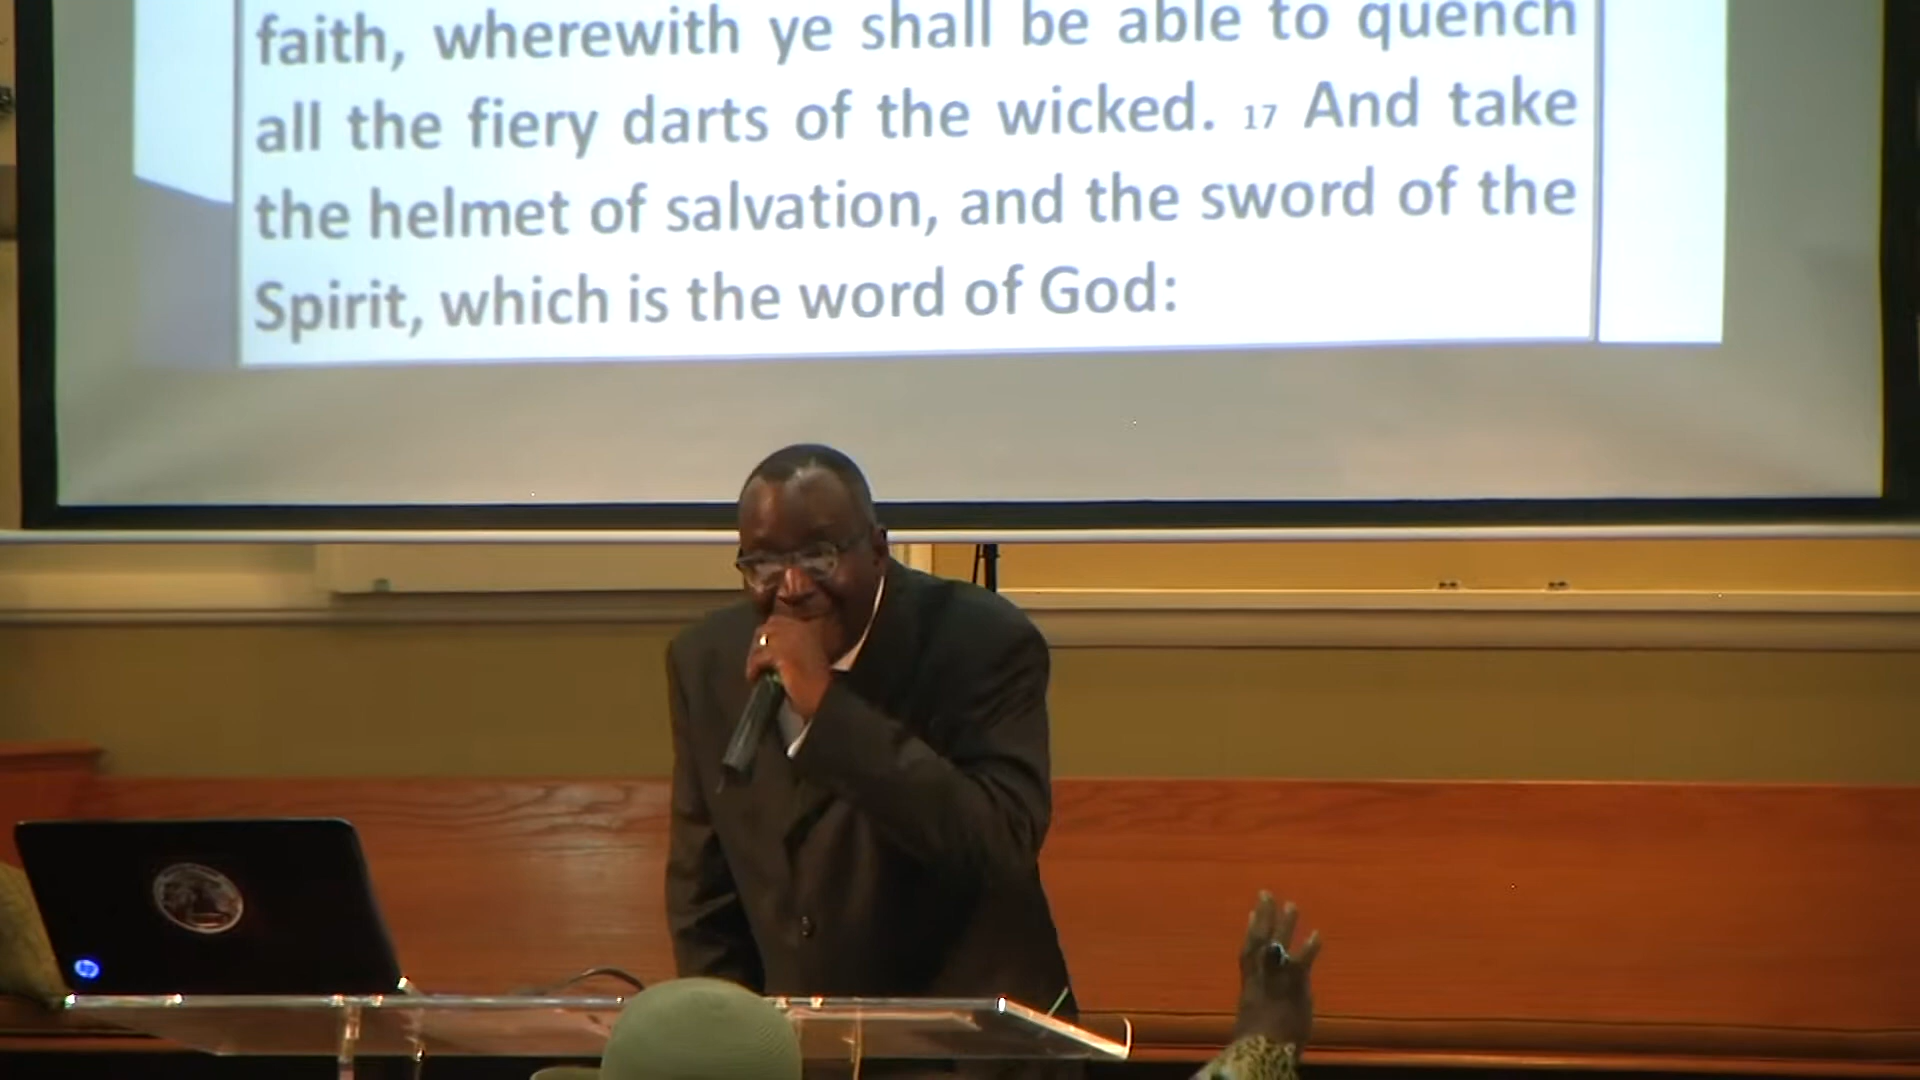 faith, wherewith ye shall be able to quench
all the fiery darts of the wicked. 17 And take
the helmet of salvation, and the sword of the
Spirit, which is the word of God:
hp